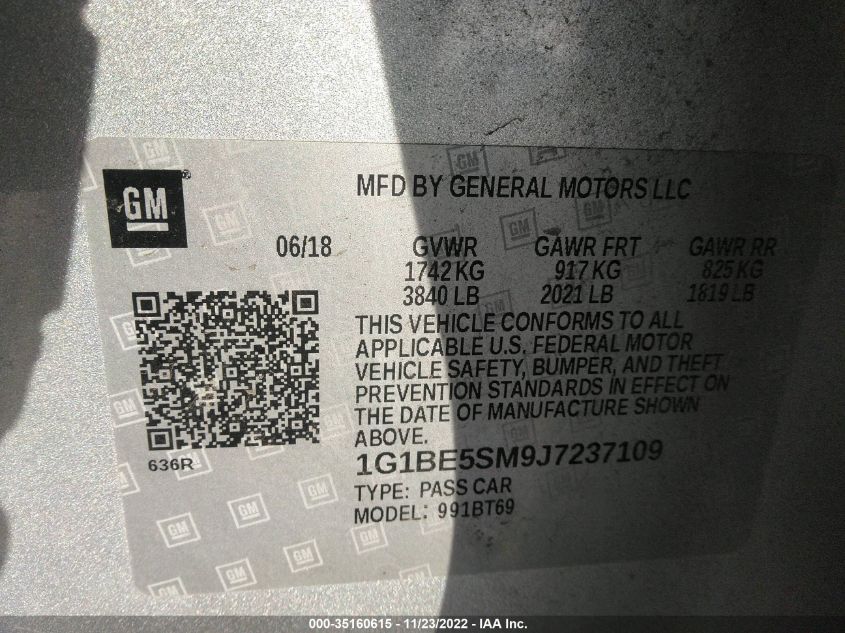 GM
MFD BY GENERAL MOTORS LLC
06/18 GVWR GAWR FRT GAWR RR
1742 KG 917 KG 825 KG
3840 LB 2021 LB 1819 LB
THIS VEHICLE CONFORMS TO ALL
APPLICABLE U.S. FEDERAL MOTOR
VEHICLE SAFETY, BUMPER, AND THEFT
PREVENTION STANDARDS IN EFFECT ON
THE DATE OF MANUFACTURE SHOWN
ABOVE.
636R
1G1BE5SM9J7237109
TYPE: PASS CAR
MODEL: 991BT69
000-35160615 - 11/23/2022 - IAA Inc.